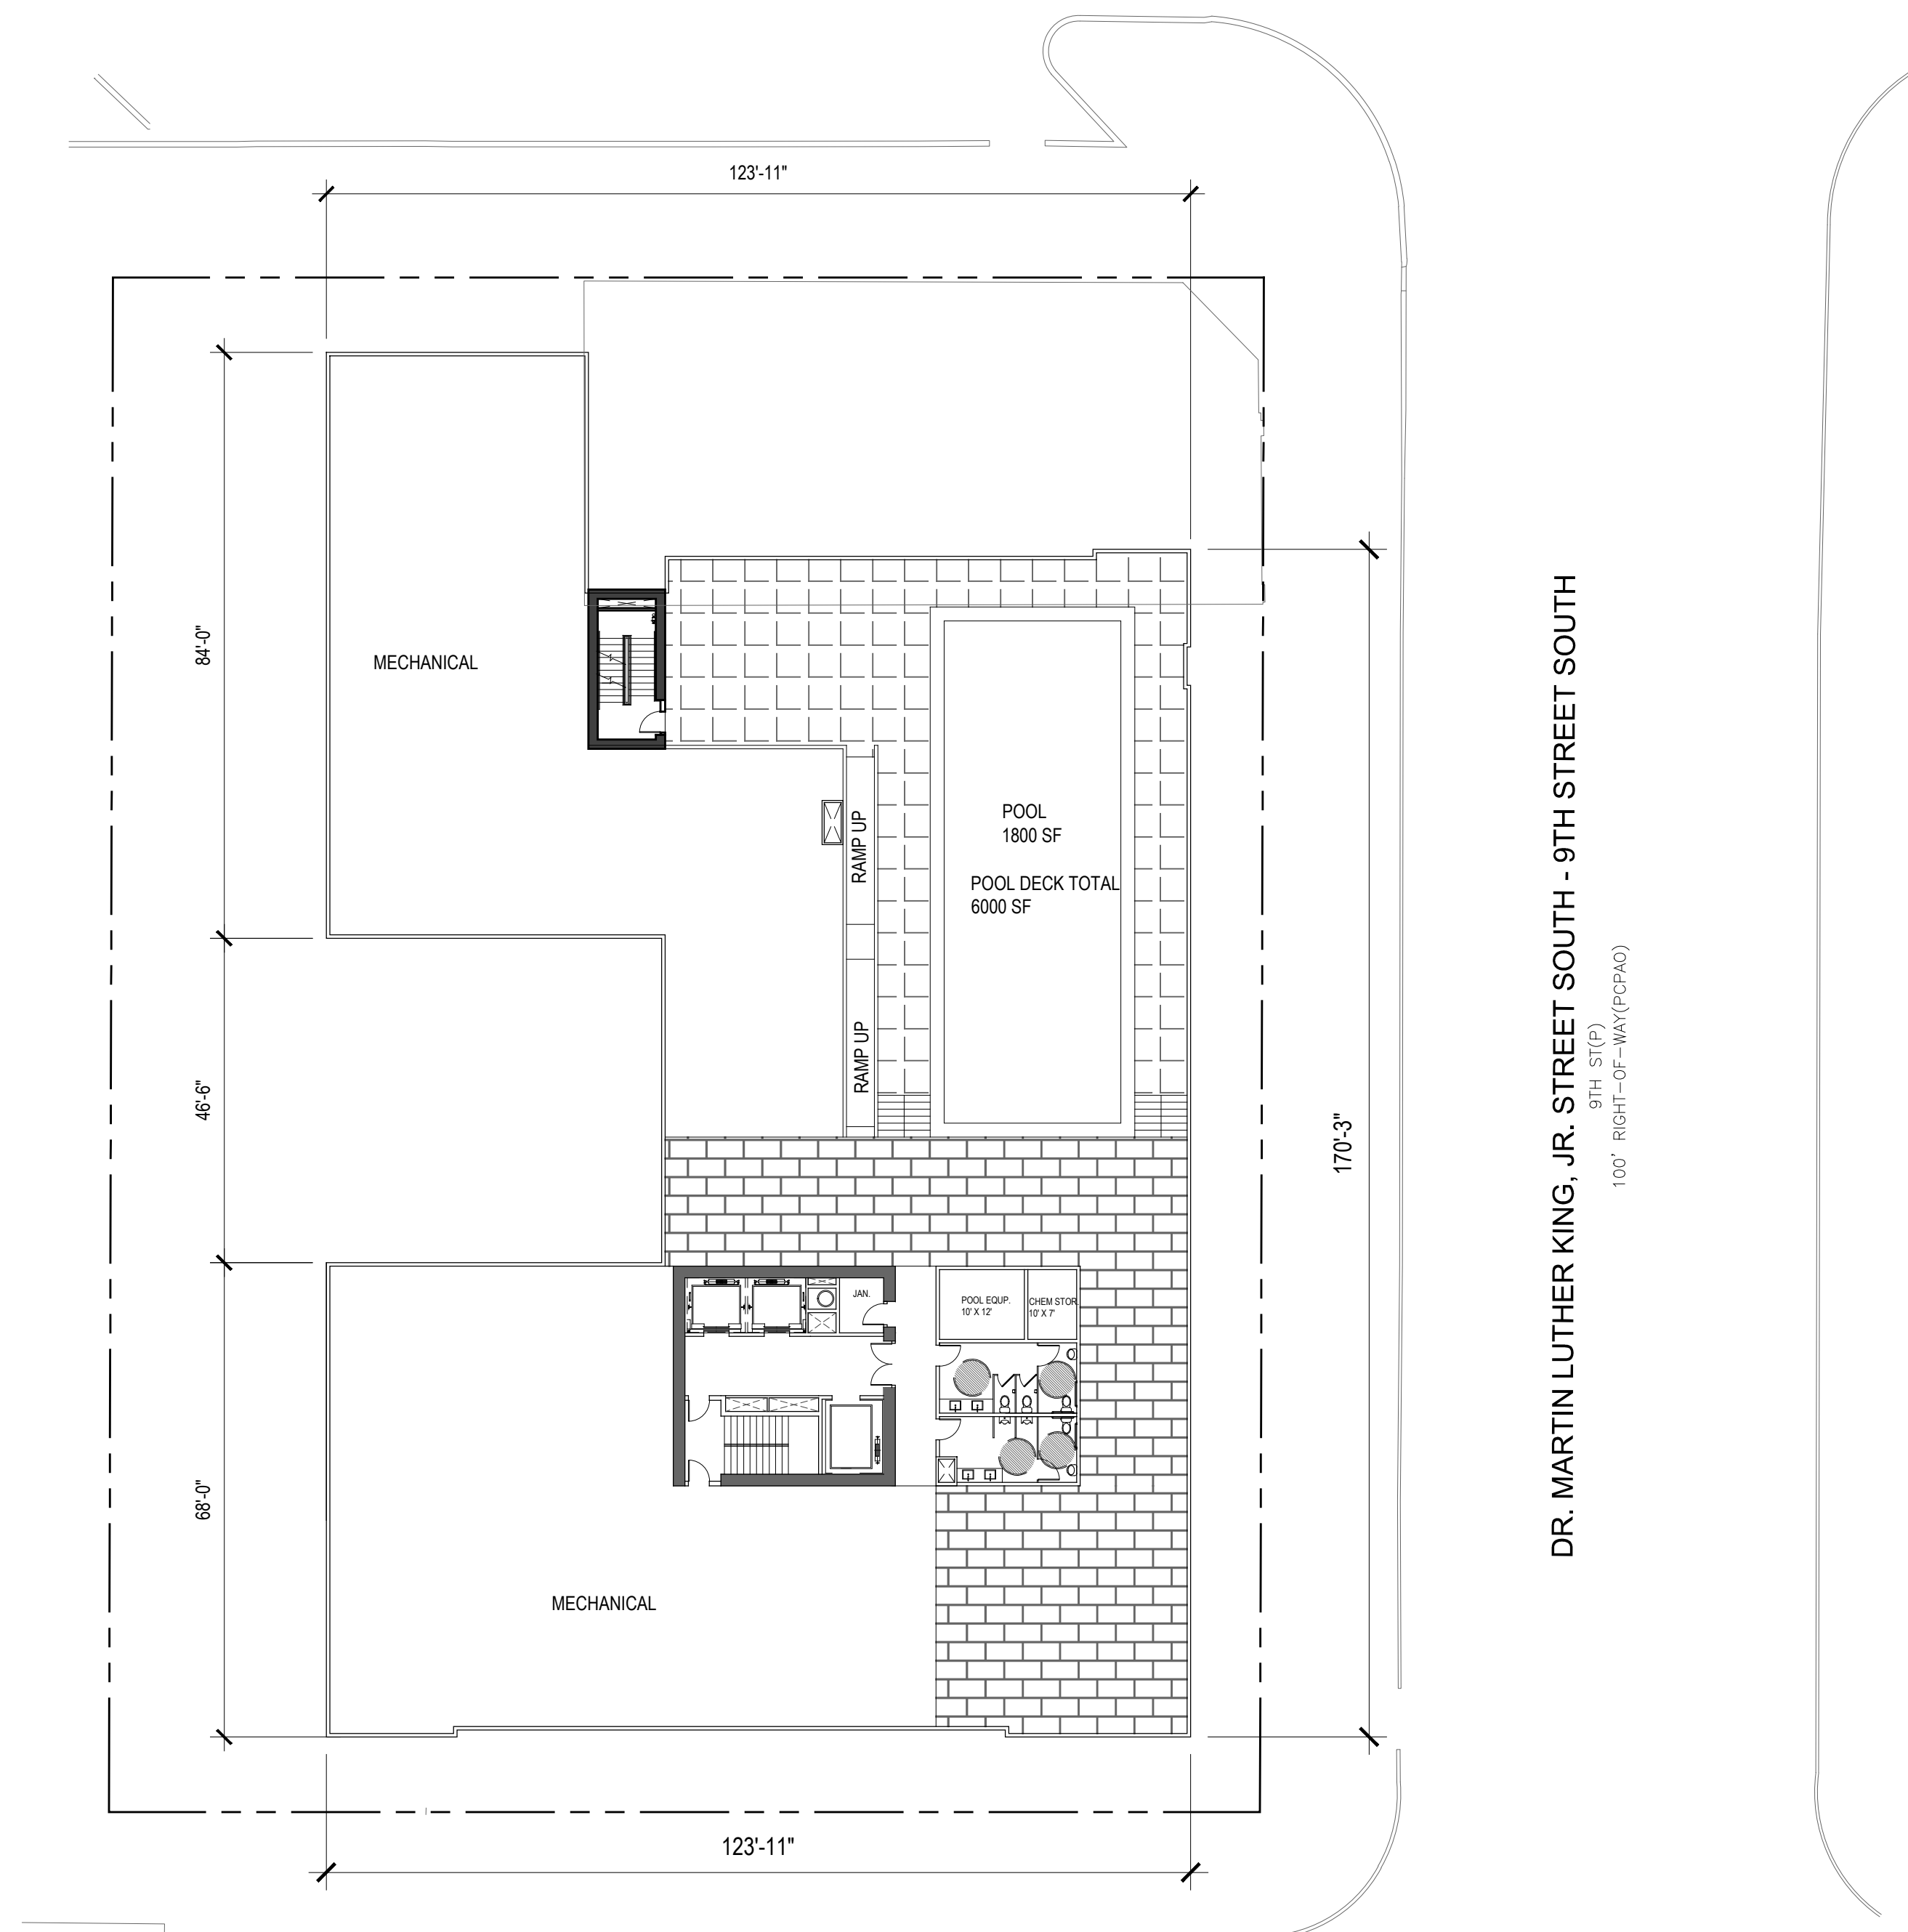 123'-11"
84'-0"
MECHANICAL
RAMP UP
POOL
1800 SF
POOL DECK TOTAL
6000 SF
DR. MARTIN LUTHER KING, JR. STREET SOUTH - 9TH STREET SOUTH
9TH ST(P)
100' RIGHT-OF-WAY(PCPAO)
46'-6"
RAMP UP
170'-3"
JAN.
POOL EQUP.
10' X 12'
CHEM STOR.
10' X 7'
68'-0"
MECHANICAL
123'-11"